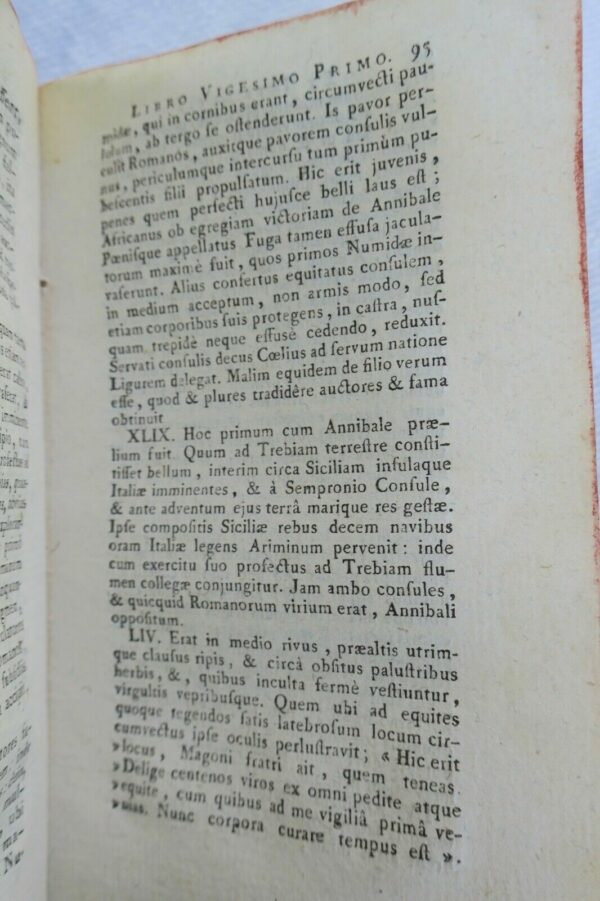 LIBRO VIGESIMO PRIMO. 95
midæ, qui in cornibus erant, circumvecti pau-
lulum, ab tergo ſe oſtenderunt. Is pavor per-
culit Romanos, auxitque pavorem conſulis vul-
nus, periculumque intercurſu tum primùm pu-
beſcentis filii propulſatum. Hic erit juvenis,
penes quem perfecti hujuſce belli laus eſt;
Africanus ob egregiam victoriam de Annibale
Pœniſque appellatus Fuga tamen effuſa jacula-
torum maximè fuit, quos primos Numidæ in-
vaſerunt. Alius confertus equitatus conſulem,
in medium acceptum, non armis modo, ſed
etiam corporibus ſuis protegens, in caſtra, nuſ-
quam trepidè neque effuſè cedendo, reduxit.
Servati conſulis decus Cœlius ad ſervum natione
Ligurem delegat. Malim equidem de filio verum
eſſe, quod & plures tradidêre auctores & fama
obtinuit
XLIX. Hoc primum cum Annibale præ-
lium fuit. Quum ad Trebiam terreſtre conſti-
tiſſet bellum, interim circa Siciliam inſulaque
Italiæ imminentes, & à Sempronio Conſule,
& ante adventum ejus terrâ marique res geſtæ.
Ipſe compoſitis Siciliæ rebus decem navibus
oram Italiæ legens Ariminum pervenit: inde
cum exercitu ſuo profectus ad Trebiam flu-
men collegæ conjungitur. Jam ambo conſules,
& quicquid Romanorum virium erat, Annibali
oppoſitum.
LIV. Erat in medio rivus, præaltis utrim-
que clauſus ripis, & circâ obſitus paluſtribus
herbis, &, quibus inculta fermè veſtiuntur,
virgultis vepribuſque. Quem ubi ad equites
quoque tegendos ſatis latebroſum locum cir-
cumvectus ipſe oculis perluſtravit; « Hic erit
»locus, Magoni fratri ait, quem teneas.
»Delige centenos viros ex omni pedite atque
»equite, cum quibus ad me vigiliâ primâ ve-
»nias. Nunc corpora curare tempus eſt ».